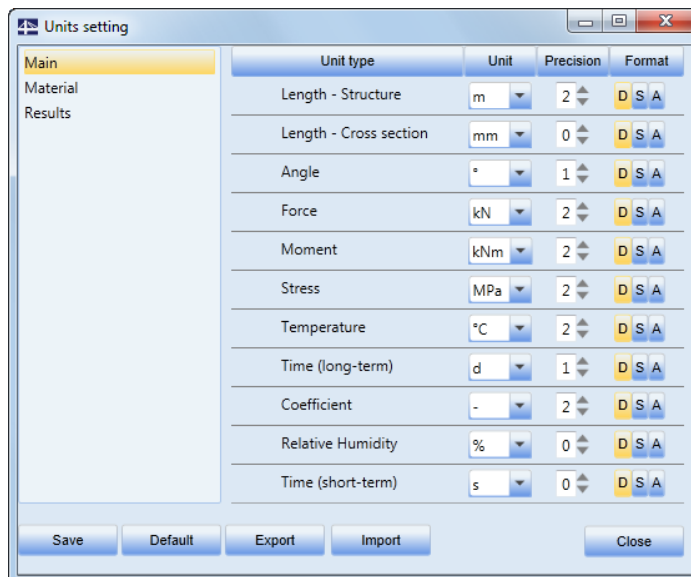 Units setting
Main
Material
Results
Unit type Unit Precision Format
Length - Structure m 2 D S A
Length - Cross section mm 0 D S A
Angle ° 1 D S A
Force kN 2 D S A
Moment kNm 2 D S A
Stress MPa 2 D S A
Temperature °C 2 D S A
Time (long-term) d 1 D S A
Coefficient - 2 D S A
Relative Humidity % 0 D S A
Time (short-term) s 0 D S A
Save Default Export Import Close